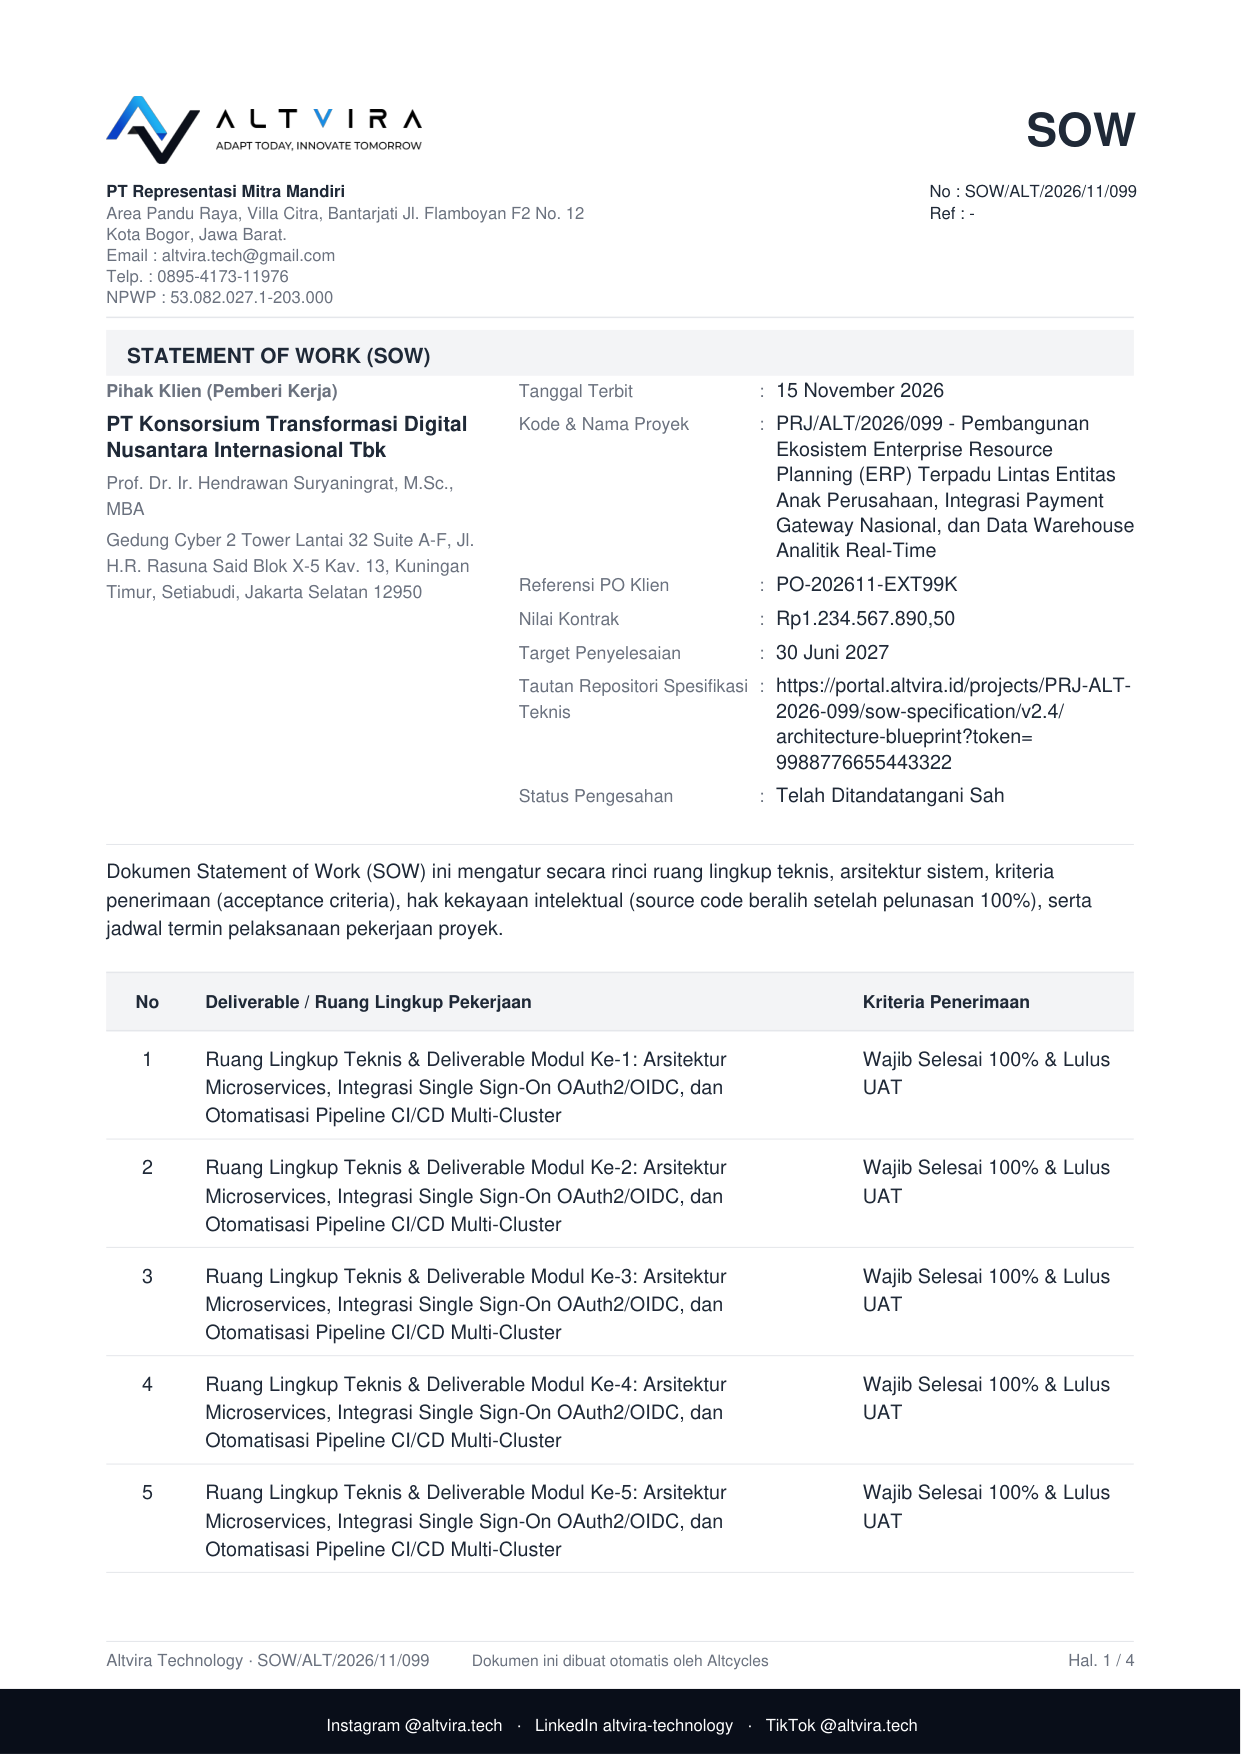 ALTVIRA
ADAPT TODAY, INNOVATE TOMORROW
SOW
PT Representasi Mitra Mandiri
Area Pandu Raya, Villa Citra, Bantarjati Jl. Flamboyan F2 No. 12
Kota Bogor, Jawa Barat.
Email : altvira.tech@gmail.com
Telp. : 0895-4173-11976
NPWP : 53.082.027.1-203.000
No : SOW/ALT/2026/11/099
Ref : -
STATEMENT OF WORK (SOW)
Pihak Klien (Pemberi Kerja)
PT Konsorsium Transformasi Digital
Nusantara Internasional Tbk
Prof. Dr. Ir. Hendrawan Suryaningrat, M.Sc.,
MBA
Gedung Cyber 2 Tower Lantai 32 Suite A-F, Jl.
H.R. Rasuna Said Blok X-5 Kav. 13, Kuningan
Timur, Setiabudi, Jakarta Selatan 12950
Tanggal Terbit : 15 November 2026
Kode & Nama Proyek : PRJ/ALT/2026/099 - Pembangunan
Ekosistem Enterprise Resource
Planning (ERP) Terpadu Lintas Entitas
Anak Perusahaan, Integrasi Payment
Gateway Nasional, dan Data Warehouse
Analitik Real-Time
Referensi PO Klien : PO-202611-EXT99K
Nilai Kontrak : Rp1.234.567.890,50
Target Penyelesaian : 30 Juni 2027
Tautan Repositori Spesifikasi : https://portal.altvira.id/projects/PRJ-ALT-
Teknis 2026-099/sow-specification/v2.4/
architecture-blueprint?token=
9988776655443322
Status Pengesahan : Telah Ditandatangani Sah
Dokumen Statement of Work (SOW) ini mengatur secara rinci ruang lingkup teknis, arsitektur sistem, kriteria
penerimaan (acceptance criteria), hak kekayaan intelektual (source code beralih setelah pelunasan 100%), serta
jadwal termin pelaksanaan pekerjaan proyek.
No Deliverable / Ruang Lingkup Pekerjaan Kriteria Penerimaan
1 Ruang Lingkup Teknis & Deliverable Modul Ke-1: Arsitektur Wajib Selesai 100% & Lulus
Microservices, Integrasi Single Sign-On OAuth2/OIDC, dan UAT
Otomatisasi Pipeline CI/CD Multi-Cluster
2 Ruang Lingkup Teknis & Deliverable Modul Ke-2: Arsitektur Wajib Selesai 100% & Lulus
Microservices, Integrasi Single Sign-On OAuth2/OIDC, dan UAT
Otomatisasi Pipeline CI/CD Multi-Cluster
3 Ruang Lingkup Teknis & Deliverable Modul Ke-3: Arsitektur Wajib Selesai 100% & Lulus
Microservices, Integrasi Single Sign-On OAuth2/OIDC, dan UAT
Otomatisasi Pipeline CI/CD Multi-Cluster
4 Ruang Lingkup Teknis & Deliverable Modul Ke-4: Arsitektur Wajib Selesai 100% & Lulus
Microservices, Integrasi Single Sign-On OAuth2/OIDC, dan UAT
Otomatisasi Pipeline CI/CD Multi-Cluster
5 Ruang Lingkup Teknis & Deliverable Modul Ke-5: Arsitektur Wajib Selesai 100% & Lulus
Microservices, Integrasi Single Sign-On OAuth2/OIDC, dan UAT
Otomatisasi Pipeline CI/CD Multi-Cluster
Altvira Technology · SOW/ALT/2026/11/099 Dokumen ini dibuat otomatis oleh Altcycles Hal. 1 / 4
Instagram @altvira.tech · LinkedIn altvira-technology · TikTok @altvira.tech